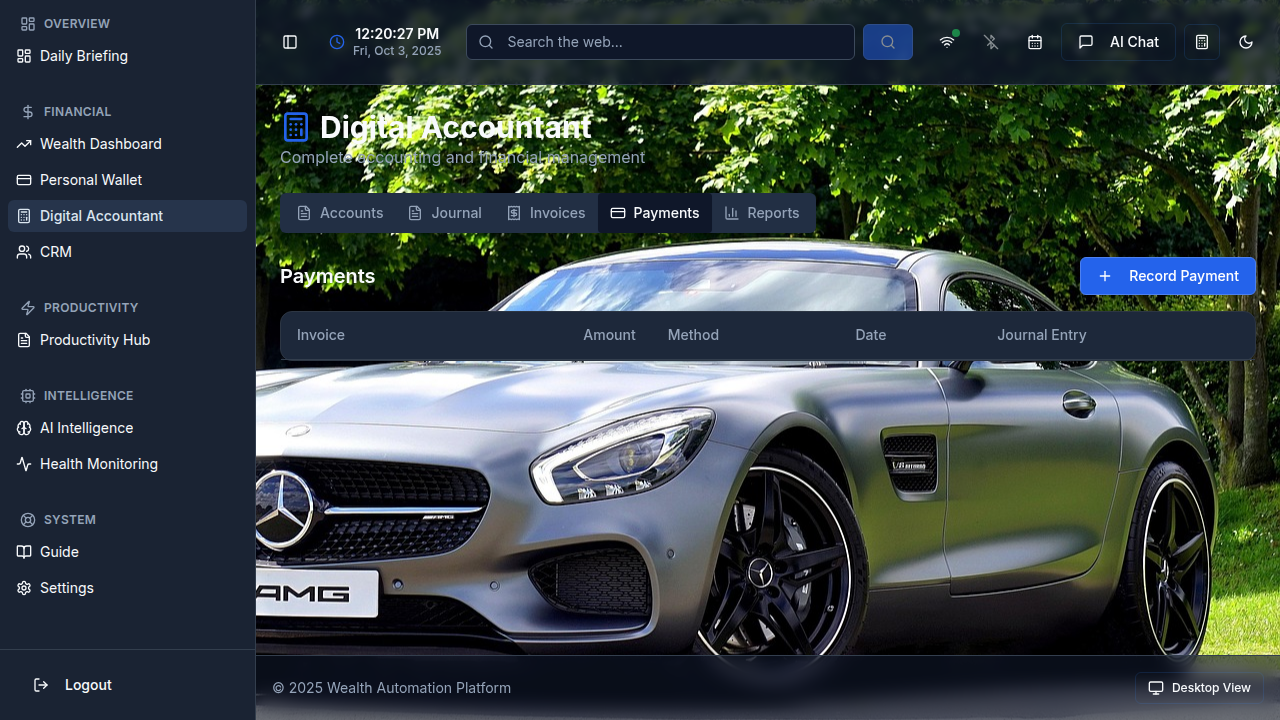 OVERVIEW
Daily Briefing
FINANCIAL
Wealth Dashboard
Personal Wallet
Digital Accountant
CRM
PRODUCTIVITY
Productivity Hub
INTELLIGENCE
AI Intelligence
Health Monitoring
SYSTEM
Guide
Settings
Logout
12:20:27 PM
Fri, Oct 3, 2025
Search the web...
AI Chat
Digital Accountant
Complete accounting and financial management
Accounts Journal Invoices Payments Reports
Payments
Record Payment
Invoice Amount Method Date Journal Entry
AMG
© 2025 Wealth Automation Platform
Desktop View